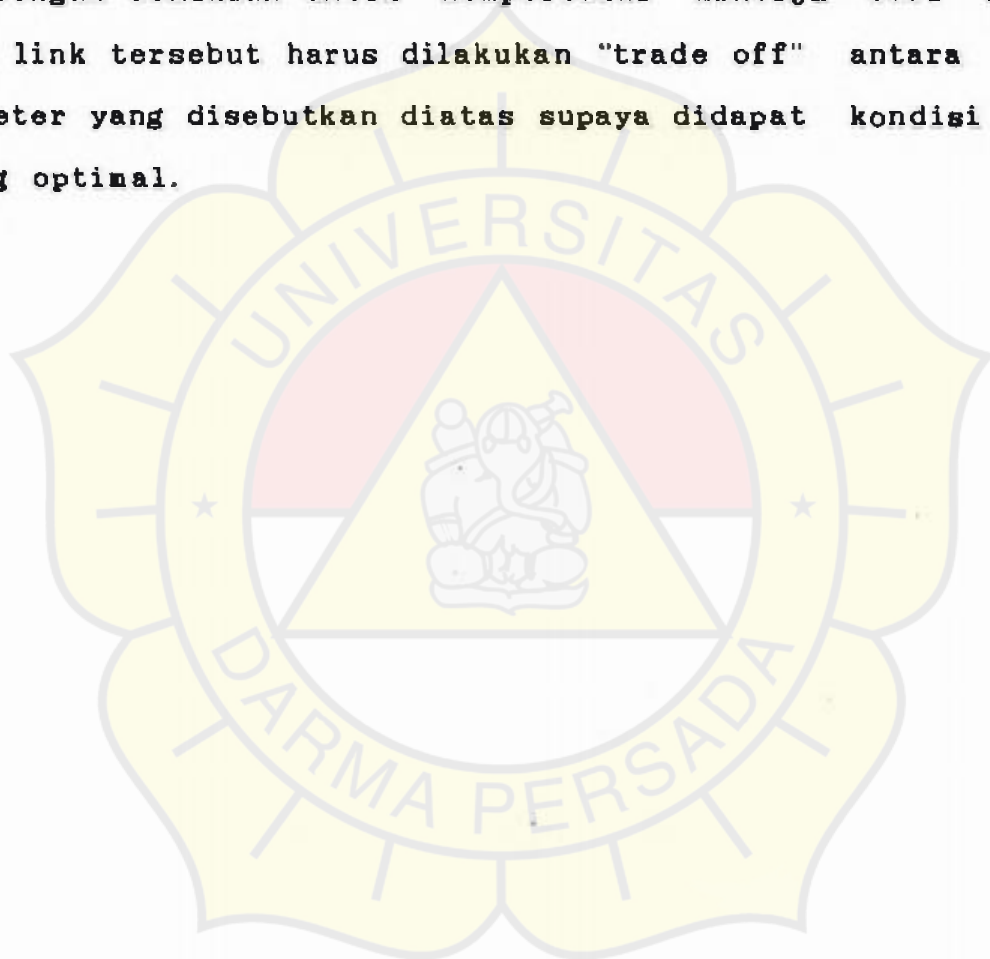 link tersebut harus dilakukan "trade off" antara
eter yang disebutkan diatas supaya didapat kondisi
g optimal.
UNIVERSITAS
DARMA PERSADA